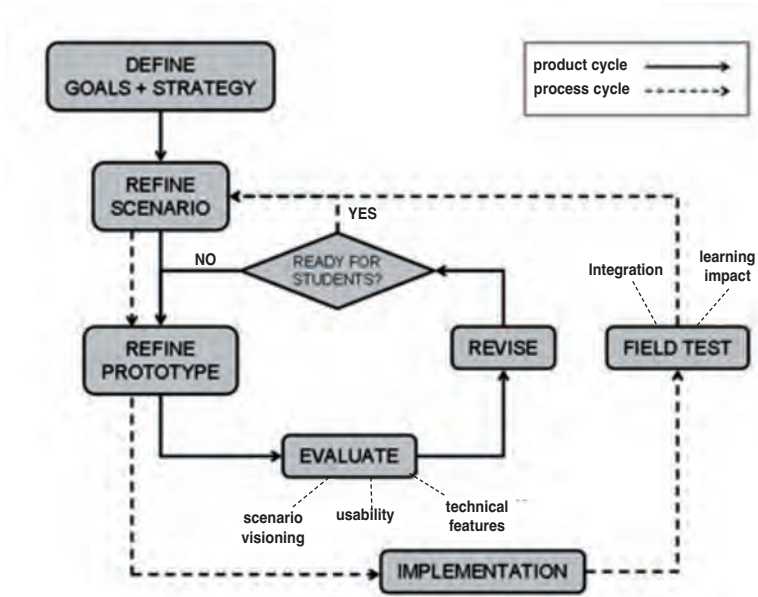 DEFINE
GOALS + STRATEGY
product cycle
process cycle
REFINE
SCENARIO
YES
NO
READY FOR
STUDENTS?
Integration
learning
impact
REFINE
PROTOTYPE
REVISE
FIELD TEST
EVALUATE
scenario
visioning
usability
technical
features
IMPLEMENTATION